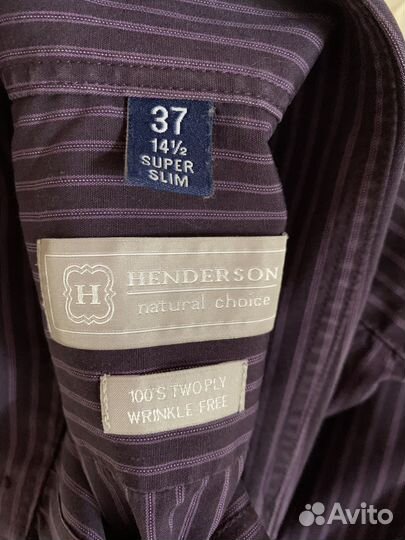 37
14½
SUPER
SLIM
H
HENDERSON
natural choice
100'S TWO PLY
WRINKLE FREE
Avito